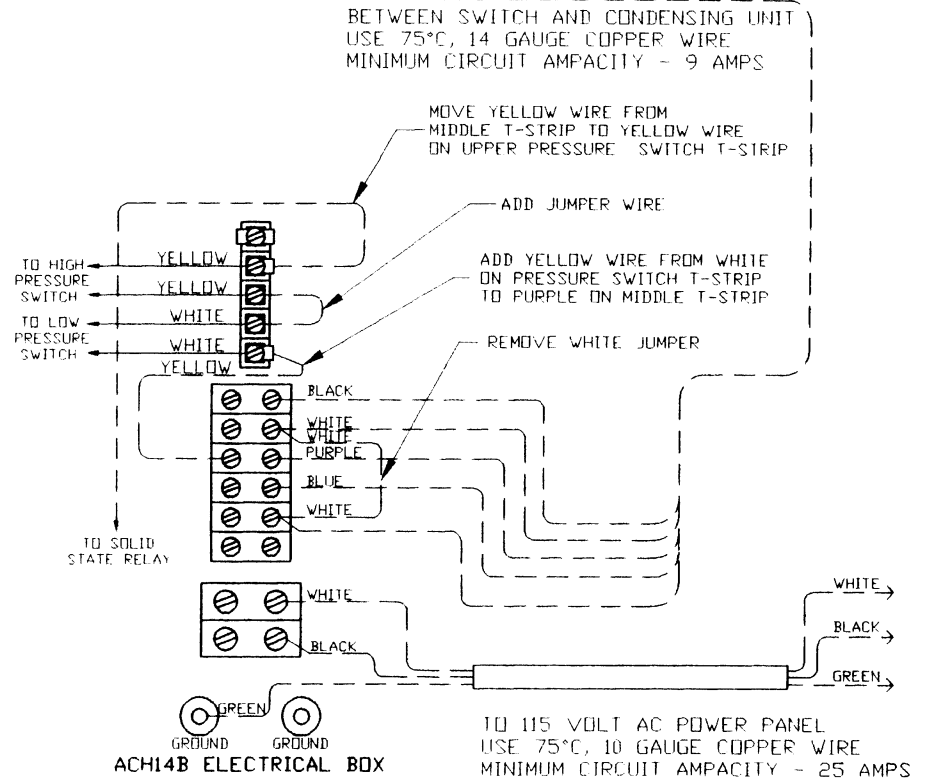 BETWEEN SWITCH AND CONDENSING UNIT
USE 75°C, 14 GAUGE COPPER WIRE
MINIMUM CIRCUIT AMPACITY - 9 AMPS
MOVE YELLOW WIRE FROM
MIDDLE T-STRIP TO YELLOW WIRE
ON UPPER PRESSURE SWITCH T-STRIP
ADD JUMPER WIRE
ADD YELLOW WIRE FROM WHITE
ON PRESSURE SWITCH T-STRIP
TO PURPLE ON MIDDLE T-STRIP
REMOVE WHITE JUMPER
TO HIGH
PRESSURE
SWITCH
TO LOW
PRESSURE
SWITCH
YELLOW
YELLOW
WHITE
WHITE
YELLOW
BLACK
WHITE
WHITE
PURPLE
BLUE
WHITE
TO SOLID
STATE RELAY
WHITE
BLACK
WHITE
BLACK
GREEN
GREEN
GROUND
GROUND
ACH14B ELECTRICAL BOX
TO 115 VOLT AC POWER PANEL
USE 75°C, 10 GAUGE COPPER WIRE
MINIMUM CIRCUIT AMPACITY - 25 AMPS